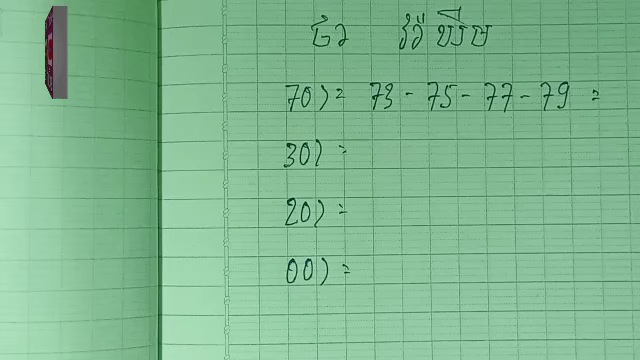 70) = 73 - 75 - 77 - 79 =
30) =
20) =
00) =